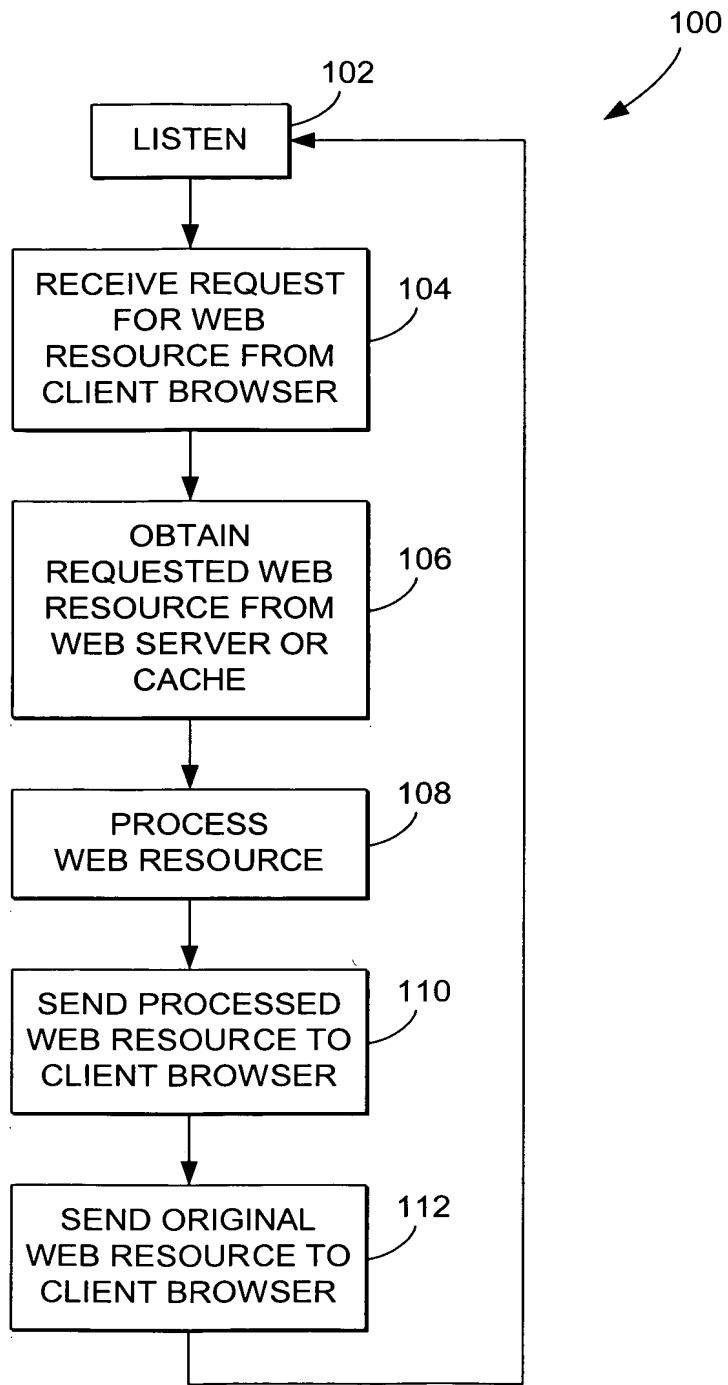 100
102
LISTEN
RECEIVE REQUEST
FOR WEB
RESOURCE FROM
CLIENT BROWSER
104
OBTAIN
REQUESTED WEB
RESOURCE FROM
WEB SERVER OR
CACHE
106
PROCESS
WEB RESOURCE
108
SEND PROCESSED
WEB RESOURCE TO
CLIENT BROWSER
110
SEND ORIGINAL
WEB RESOURCE TO
CLIENT BROWSER
112